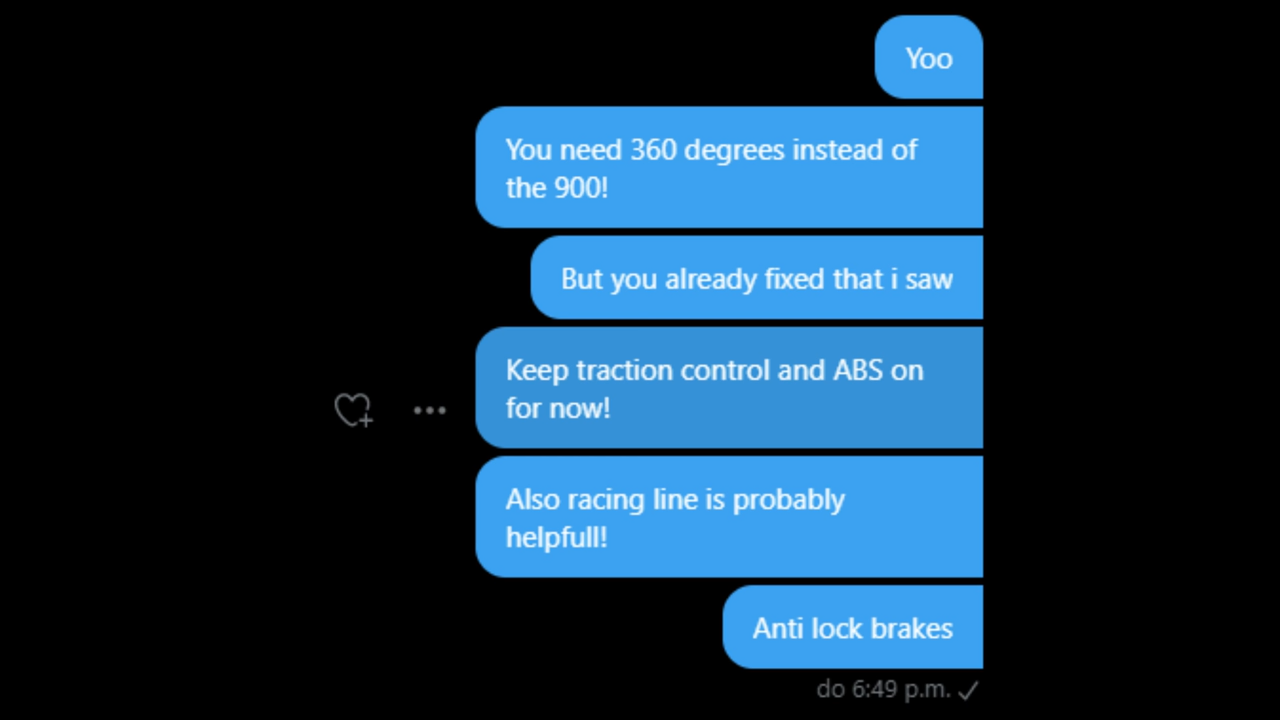 Yoo
You need 360 degrees instead of
the 900!
But you already fixed that i saw
Keep traction control and ABS on
for now!
Also racing line is probably
helpfull!
Anti lock brakes
do 6:49 p.m.